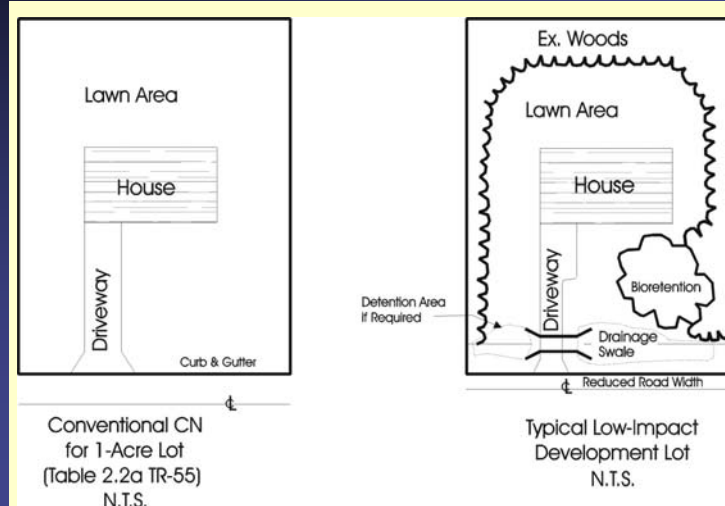 Lawn Area
House
Driveway
Curb & Gutter
℄
Conventional CN
for 1-Acre Lot
(Table 2.2a TR-55)
N.T.S.
Ex. Woods
Lawn Area
House
Driveway
Bioretention
Detention Area
If Required
Drainage
Swale
℄ Reduced Road Width
Typical Low-Impact
Development Lot
N.T.S.